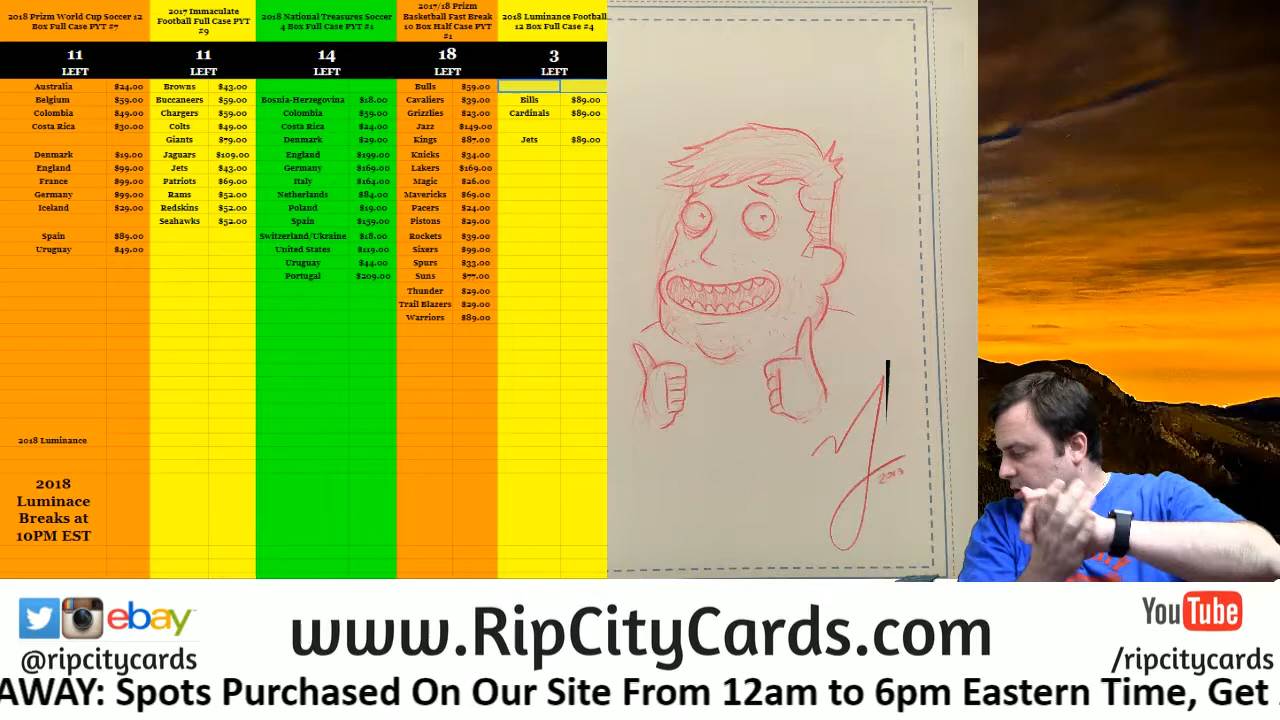 2018 Prizm World Cup Soccer 12
Box Full Case PYT #7
11
LEFT
Australia $24.00
Belgium $59.00
Colombia $49.00
Costa Rica $30.00
Denmark $19.00
England $99.00
France $99.00
Germany $99.00
Iceland $29.00
Spain $89.00
Uruguay $49.00
2018 Luminance
2018
Luminace
Breaks at
10PM EST
2017 Immaculate
Football Full Case PYT
#9
11
LEFT
Browns $43.00
Buccaneers $59.00
Chargers $59.00
Colts $49.00
Giants $79.00
Jaguars $109.00
Jets $43.00
Patriots $69.00
Rams $52.00
Redskins $52.00
Seahawks $52.00
2018 National Treasures Soccer
4 Box Full Case PYT #1
14
LEFT
Bosnia-Herzegovina $18.00
Colombia $59.00
Costa Rica $24.00
Denmark $29.00
England $199.00
Germany $169.00
Italy $164.00
Netherlands $84.00
Poland $19.00
Spain $159.00
Switzerland/Ukraine $18.00
United States $119.00
Uruguay $44.00
Portugal $209.00
2017/18 Prizm
Basketball Fast Break
10 Box Half Case PYT
#1
18
LEFT
Bulls $59.00
Cavaliers $39.00
Grizzlies $23.00
Jazz $149.00
Kings $87.00
Knicks $34.00
Lakers $169.00
Magic $26.00
Mavericks $69.00
Pacers $24.00
Pistons $29.00
Rockets $39.00
Sixers $99.00
Spurs $33.00
Suns $77.00
Thunder $29.00
Trail Blazers $29.00
Warriors $89.00
2018 Luminance Football
12 Box Full Case #4
3
LEFT
Bills $89.00
Cardinals $89.00
Jets $89.00
2013
ebay
@ripcitycards
www.RipCityCards.com
YouTube
/ripcitycards
AWAY: Spots Purchased On Our Site From 12am to 6pm Eastern Time, Get